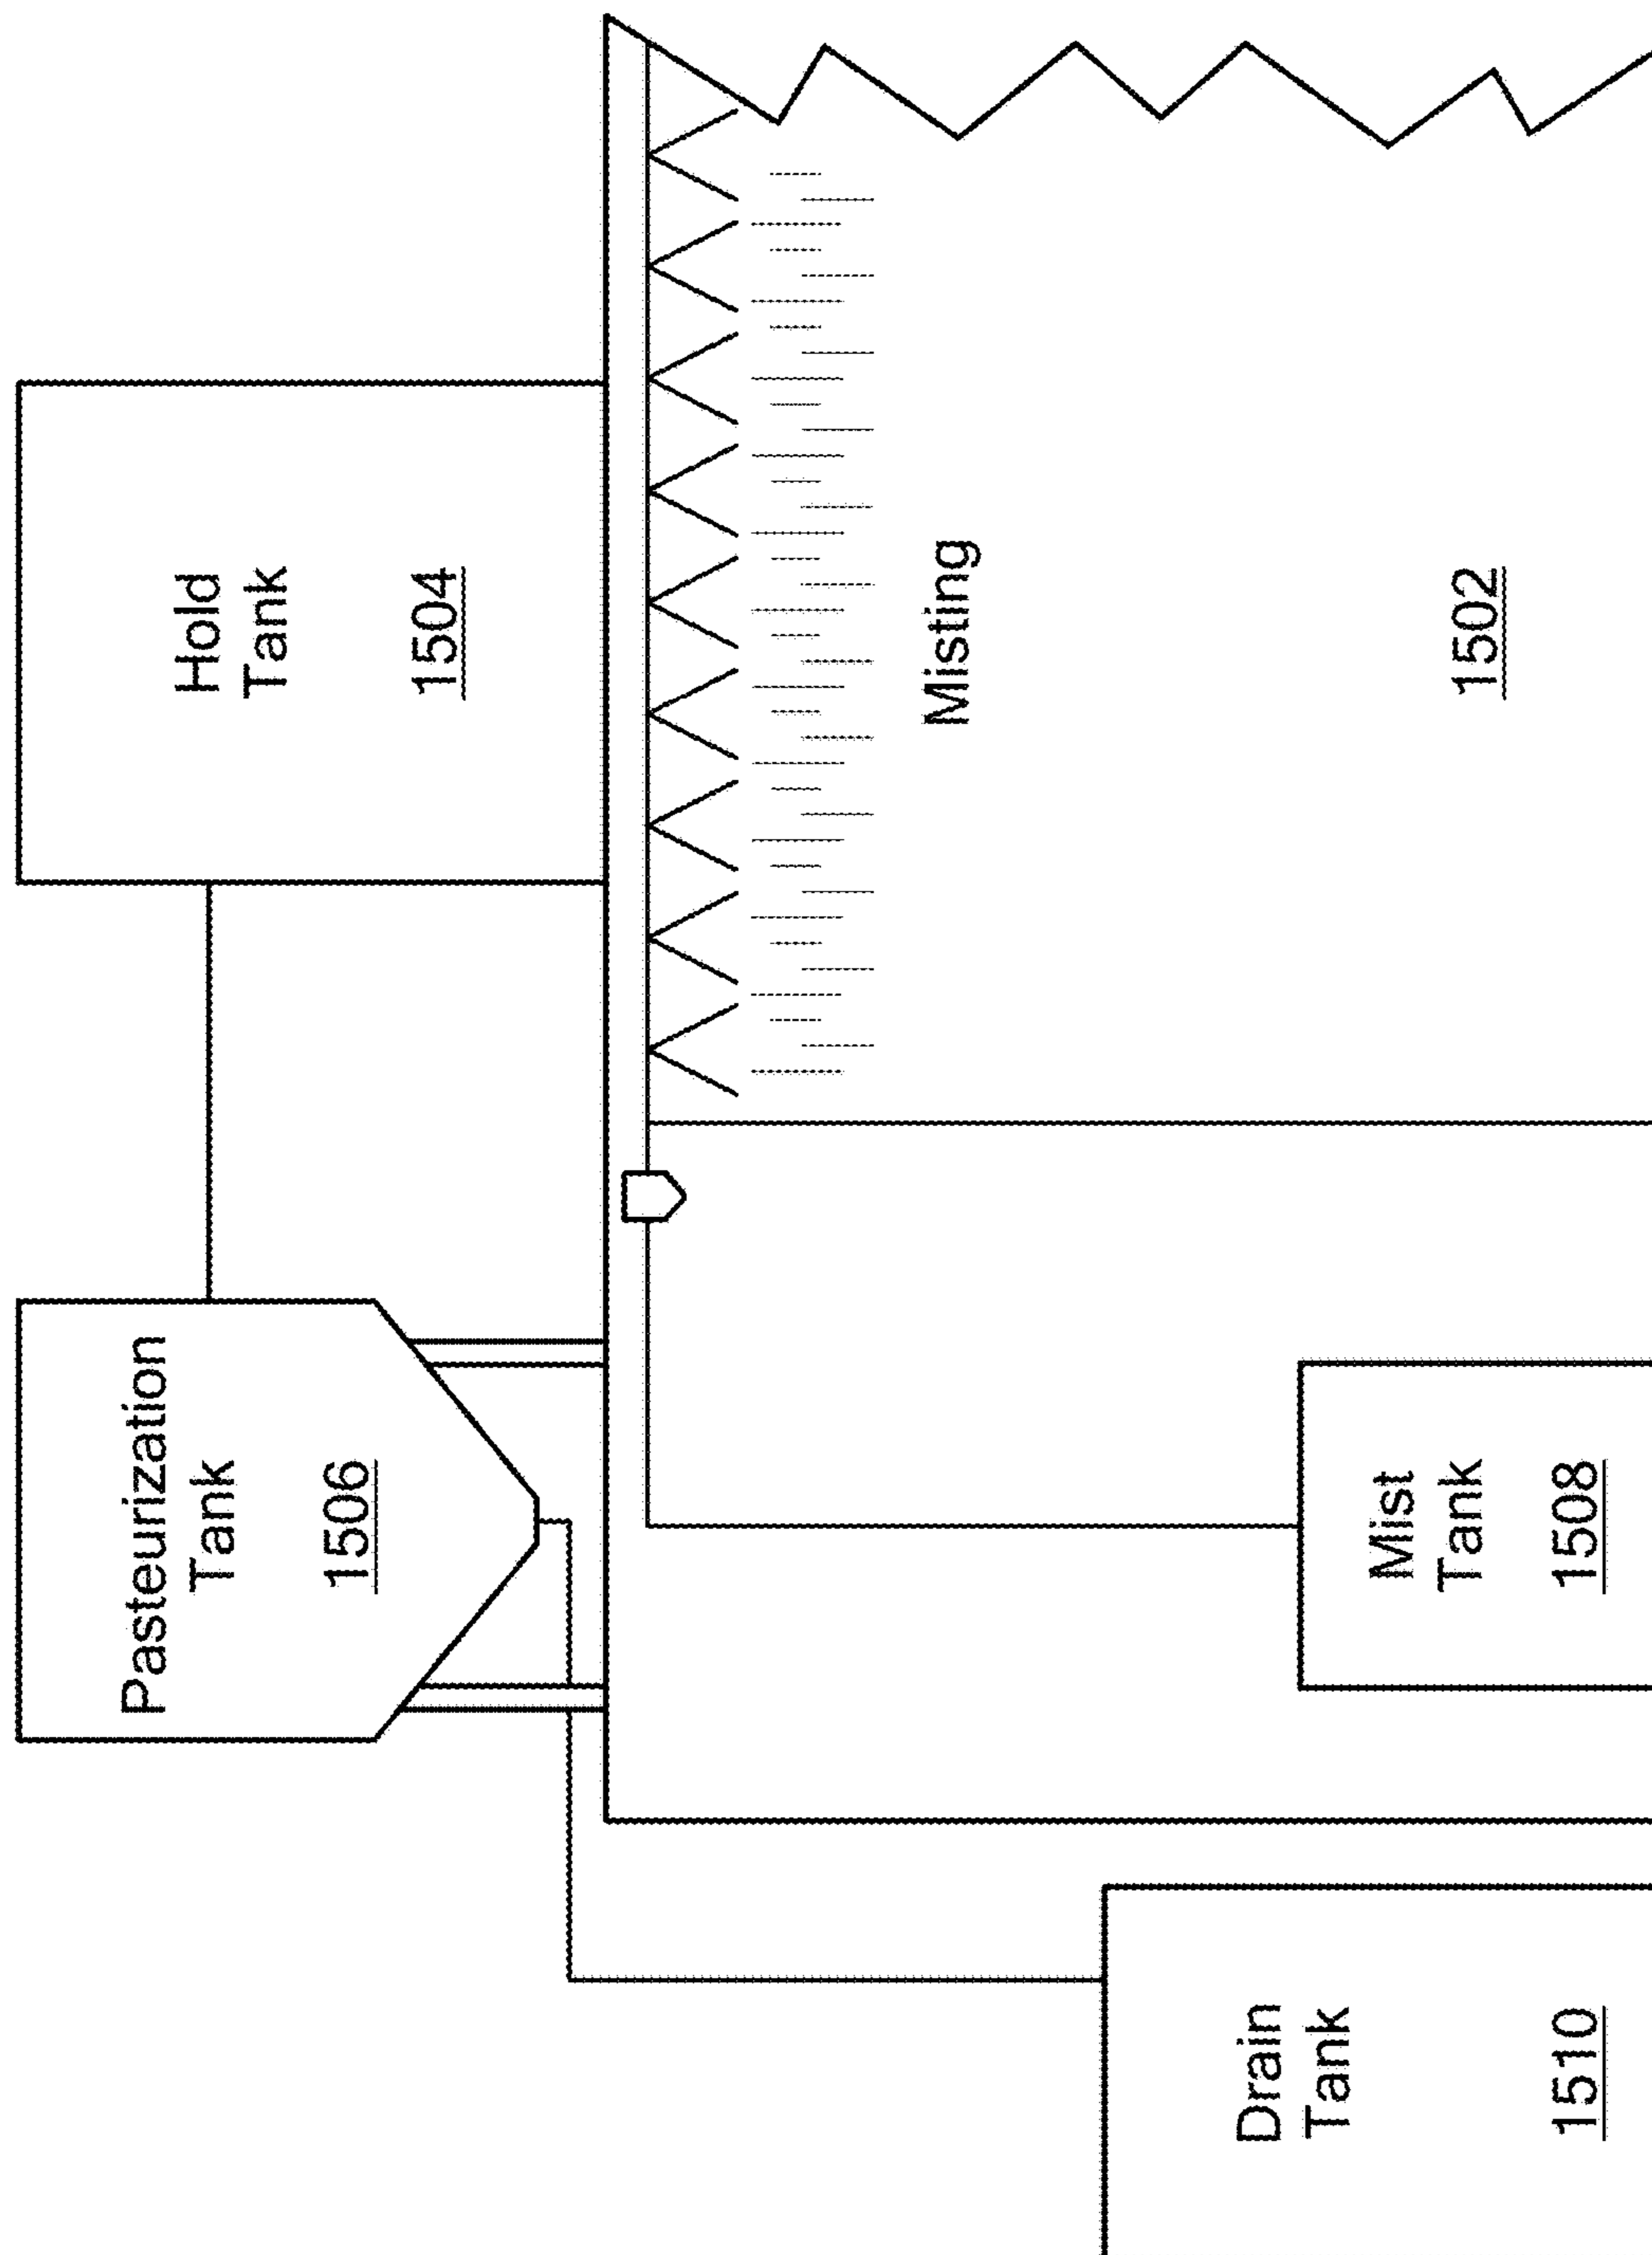 Hold
Tank
1504
Pasteurization
Tank
1506
Misting
1502
Mist
Tank
1508
Drain
Tank
1510